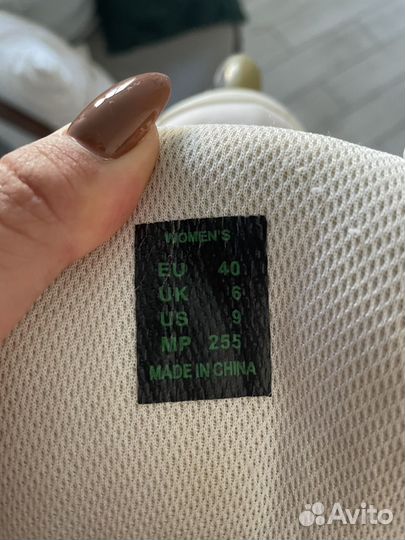 WOMEN'S
EU 40
UK 6
US 9
MP 255
MADE IN CHINA
Avito